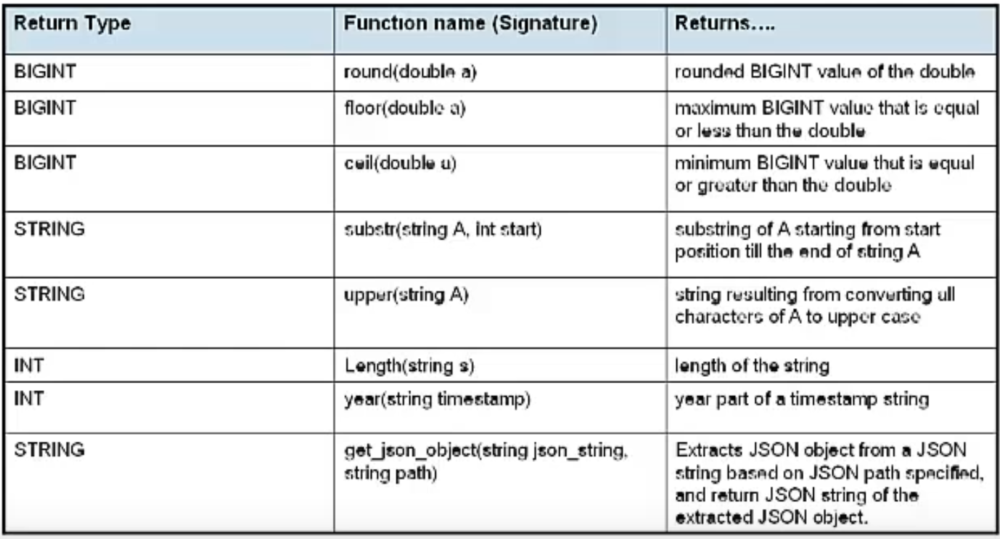 Return Type Function name (Signature) Returns....
BIGINT round(double a) rounded BIGINT value of the double
BIGINT floor(double a) maximum BIGINT value that is equal
or less than the double
BIGINT ceil(double a) minimum BIGINT value that is equal
or greater than the double
STRING substr(string A, int start) substring of A starting from start
position till the end of string A
STRING upper(string A) string resulting from converting all
characters of A to upper case
INT Length(string s) length of the string
INT year(string timestamp) year part of a timestamp string
STRING get_json_object(string json_string, Extracts JSON object from a JSON
string path) string based on JSON path specified,
and return JSON string of the
extracted JSON object.